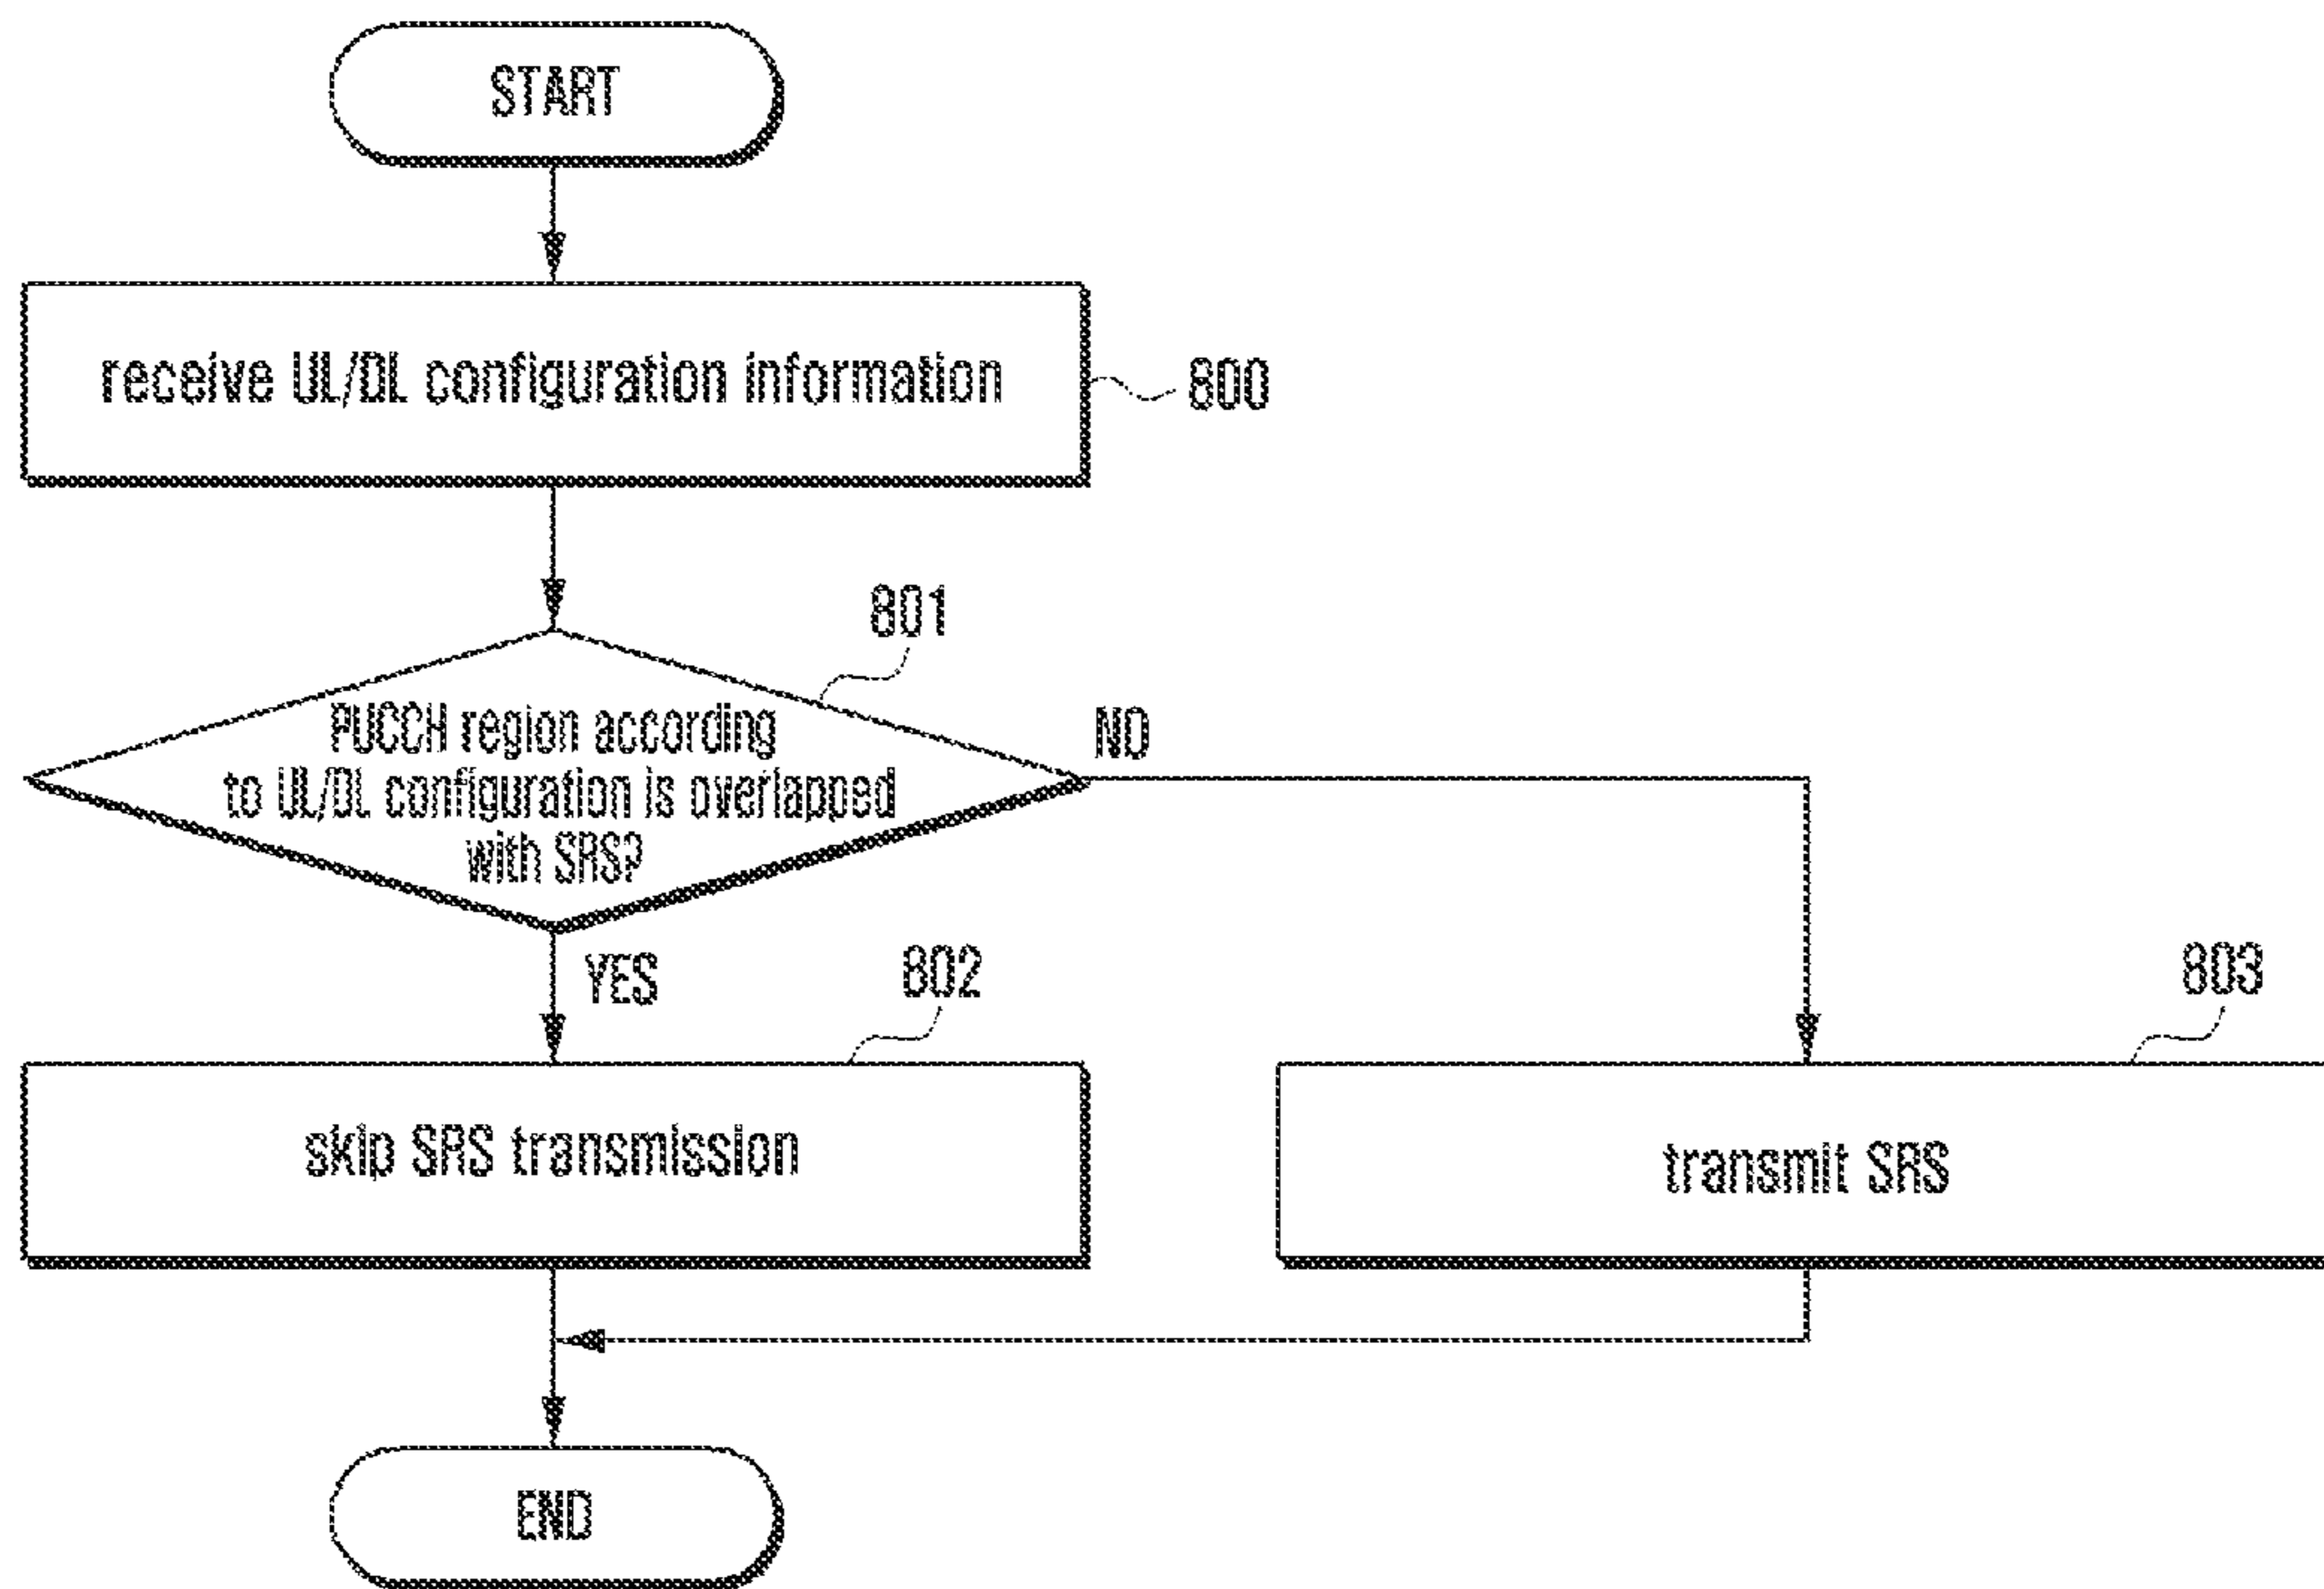 START
receive UL/DL configuration information
800
801
PUCCH region according
to UL/DL configuration is overlapped
with SRS?
NO
YES
802
803
skip SRS transmission
transmit SRS
END